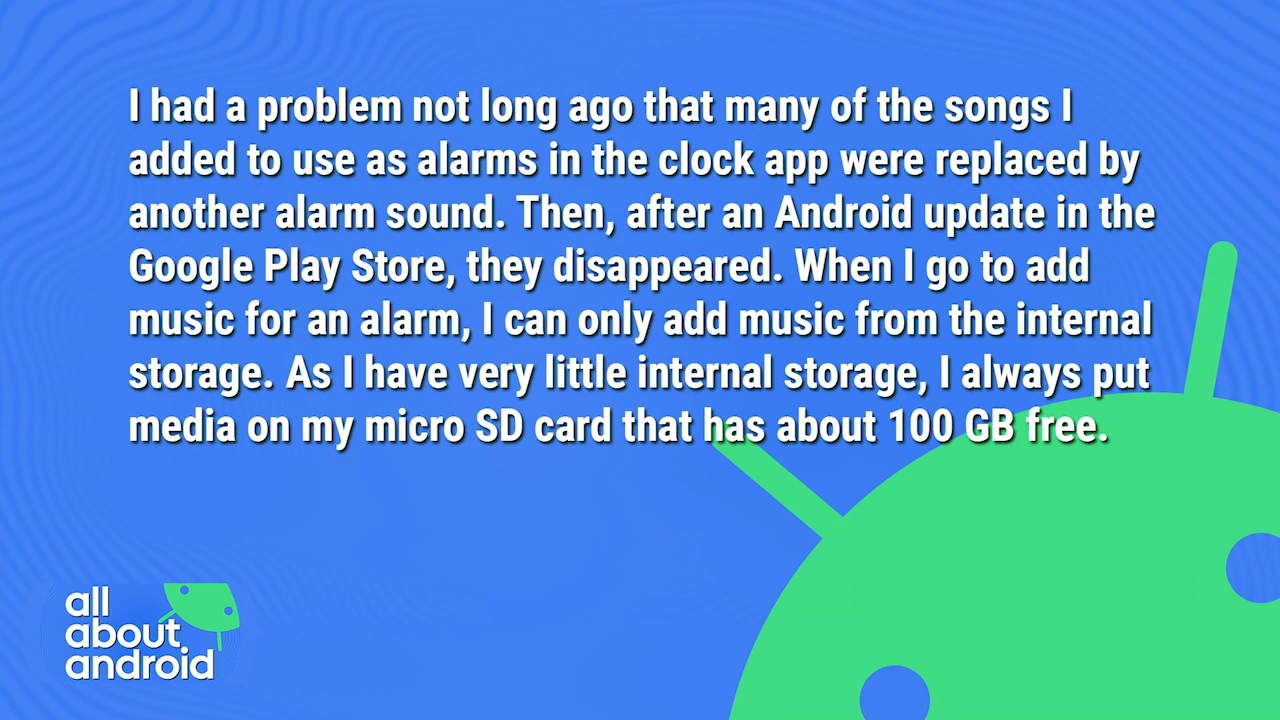 I had a problem not long ago that many of the songs I
added to use as alarms in the clock app were replaced by
another alarm sound. Then, after an Android update in the
Google Play Store, they disappeared. When I go to add
music for an alarm, I can only add music from the internal
storage. As I have very little internal storage, I always put
media on my micro SD card that has about 100 GB free.
all
about
android